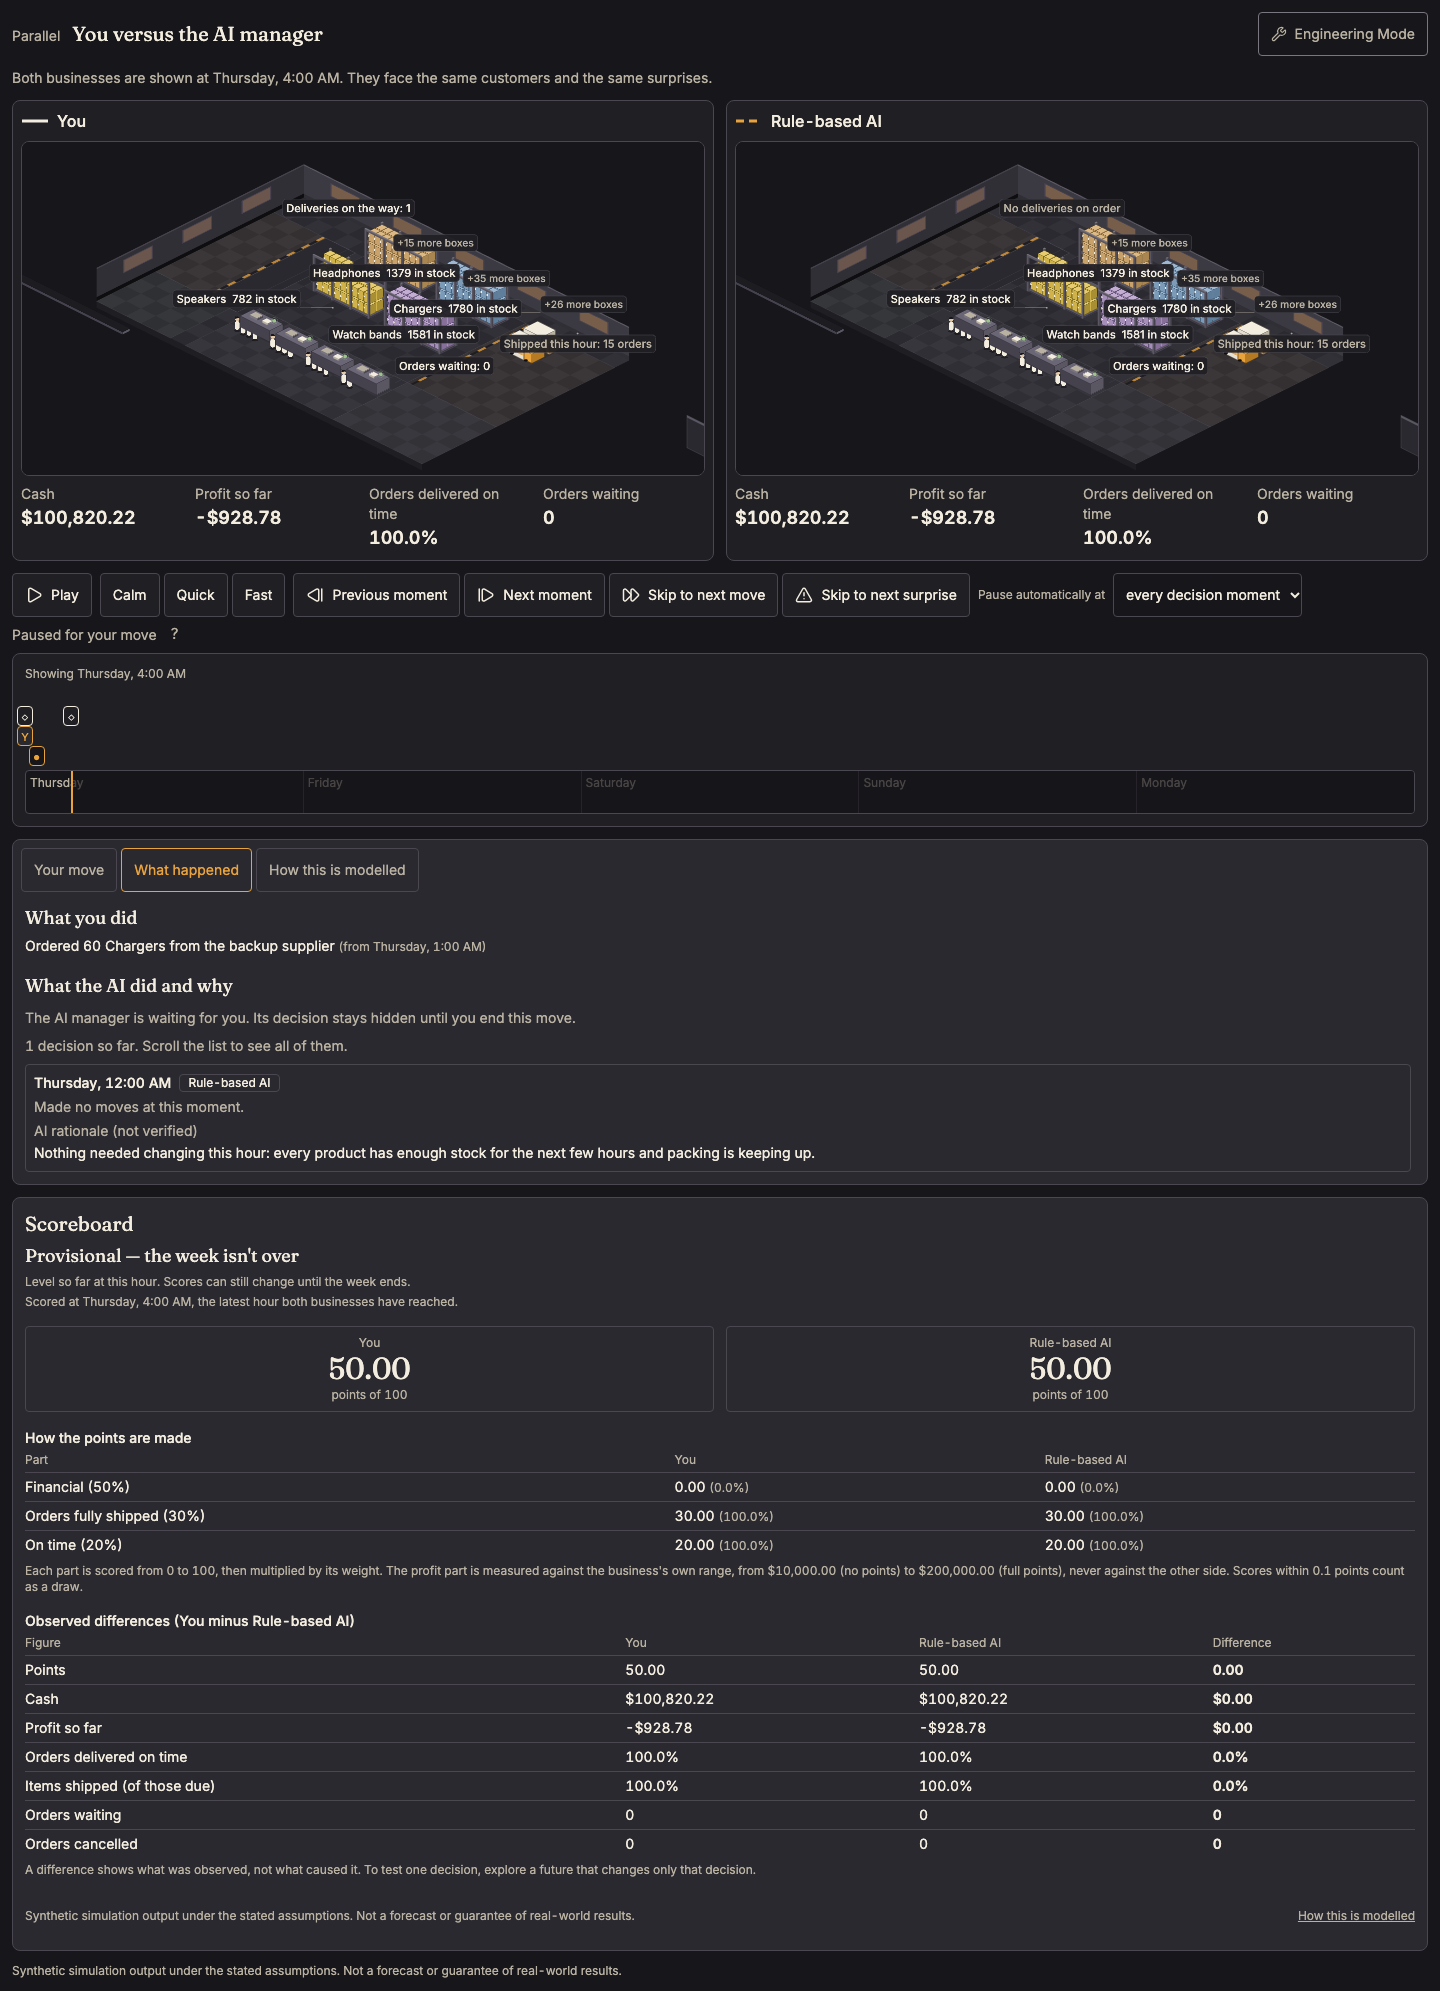 Parallel You versus the AI manager
Engineering Mode
Both businesses are shown at Thursday, 4:00 AM. They face the same customers and the same surprises.
You
Deliveries on the way: 1
+15 more boxes
Headphones 1379 in stock
+35 more boxes
Speakers 782 in stock
+26 more boxes
Chargers 1780 in stock
Watch bands 1581 in stock
Shipped this hour: 15 orders
Orders waiting: 0
Cash
$100,820.22
Profit so far
-$928.78
Orders delivered on time
100.0%
Orders waiting
0
Rule-based AI
No deliveries on order
+15 more boxes
Headphones 1379 in stock
+35 more boxes
Speakers 782 in stock
+26 more boxes
Chargers 1780 in stock
Watch bands 1581 in stock
Shipped this hour: 15 orders
Orders waiting: 0
Cash
$100,820.22
Profit so far
-$928.78
Orders delivered on time
100.0%
Orders waiting
0
Play Calm Quick Fast Previous moment Next moment Skip to next move Skip to next surprise Pause automatically at every decision moment
Paused for your move ?
Showing Thursday, 4:00 AM
Y
Thursday Friday Saturday Sunday Monday
Your move What happened How this is modelled
What you did
Ordered 60 Chargers from the backup supplier (from Thursday, 1:00 AM)
What the AI did and why
The AI manager is waiting for you. Its decision stays hidden until you end this move.
1 decision so far. Scroll the list to see all of them.
Thursday, 12:00 AM Rule-based AI
Made no moves at this moment.
AI rationale (not verified)
Nothing needed changing this hour: every product has enough stock for the next few hours and packing is keeping up.
Scoreboard
Provisional — the week isn't over
Level so far at this hour. Scores can still change until the week ends.
Scored at Thursday, 4:00 AM, the latest hour both businesses have reached.
You
50.00
points of 100
Rule-based AI
50.00
points of 100
How the points are made
Part You Rule-based AI
Financial (50%) 0.00 (0.0%) 0.00 (0.0%)
Orders fully shipped (30%) 30.00 (100.0%) 30.00 (100.0%)
On time (20%) 20.00 (100.0%) 20.00 (100.0%)
Each part is scored from 0 to 100, then multiplied by its weight. The profit part is measured against the business's own range, from $10,000.00 (no points) to $200,000.00 (full points), never against the other side. Scores within 0.1 points count
as a draw.
Observed differences (You minus Rule-based AI)
Figure You Rule-based AI Difference
Points 50.00 50.00 0.00
Cash $100,820.22 $100,820.22 $0.00
Profit so far -$928.78 -$928.78 $0.00
Orders delivered on time 100.0% 100.0% 0.0%
Items shipped (of those due) 100.0% 100.0% 0.0%
Orders waiting 0 0 0
Orders cancelled 0 0 0
A difference shows what was observed, not what caused it. To test one decision, explore a future that changes only that decision.
Synthetic simulation output under the stated assumptions. Not a forecast or guarantee of real-world results.
How this is modelled
Synthetic simulation output under the stated assumptions. Not a forecast or guarantee of real-world results.